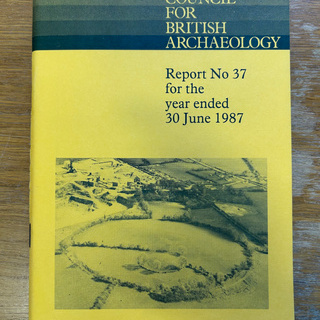 COUNCIL
FOR
BRITISH
ARCHAEOLOGY
Report No 37
for the
year ended
30 June 1987